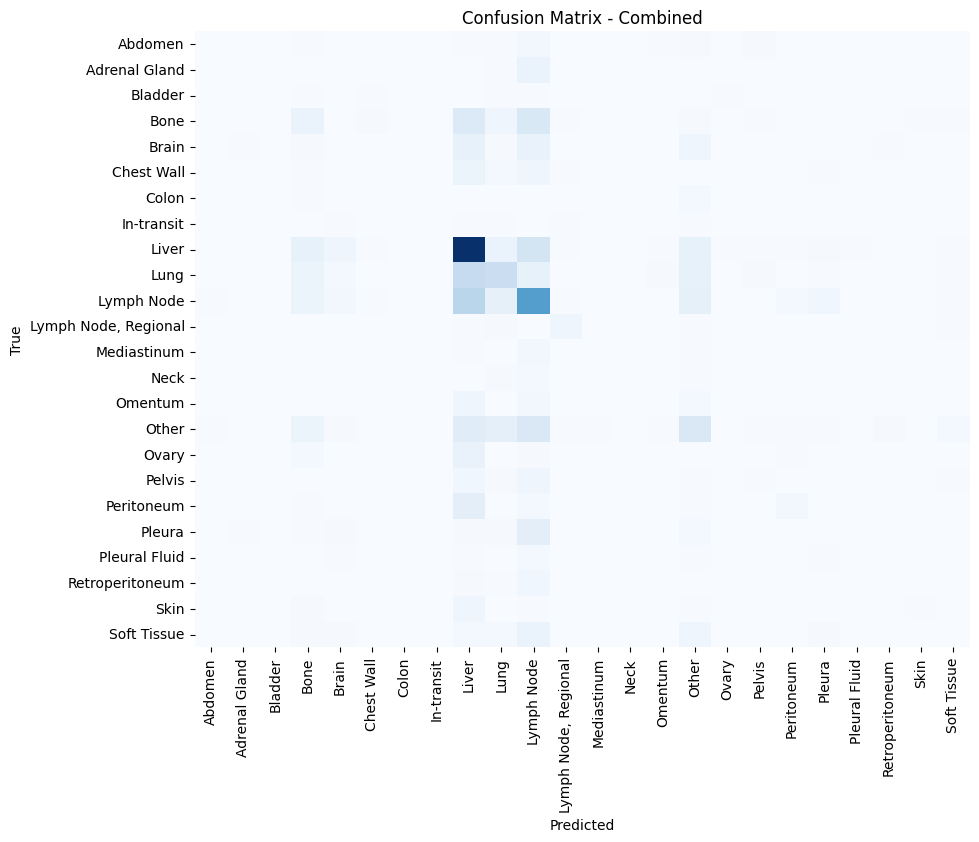 Confusion Matrix - Combined
True
Abdomen
Adrenal Gland
Bladder
Bone
Brain
Chest Wall
Colon
In-transit
Liver
Lung
Lymph Node
Lymph Node, Regional
Mediastinum
Neck
Omentum
Other
Ovary
Pelvis
Peritoneum
Pleura
Pleural Fluid
Retroperitoneum
Skin
Soft Tissue
Abdomen
Adrenal Gland
Bladder
Bone
Brain
Chest Wall
Colon
In-transit
Liver
Lung
Lymph Node
Lymph Node, Regional
Mediastinum
Neck
Omentum
Other
Ovary
Pelvis
Peritoneum
Pleura
Pleural Fluid
Retroperitoneum
Skin
Soft Tissue
Predicted